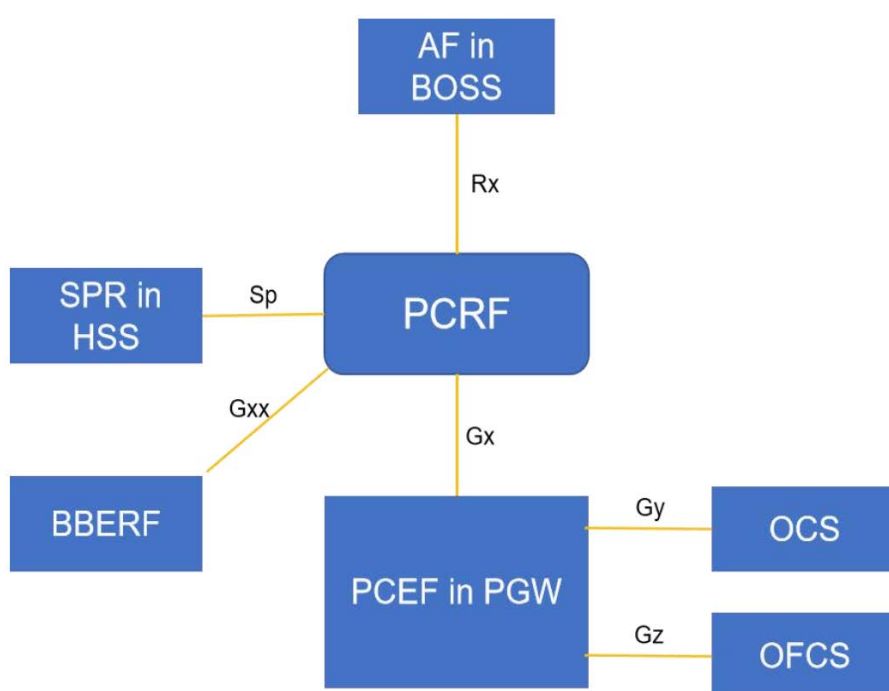 AF in
BOSS
Rx
SPR in
HSS
Sp
PCRF
Gxx
Gx
BBERF
PCEF in PGW
Gy
OCS
Gz
OFCS